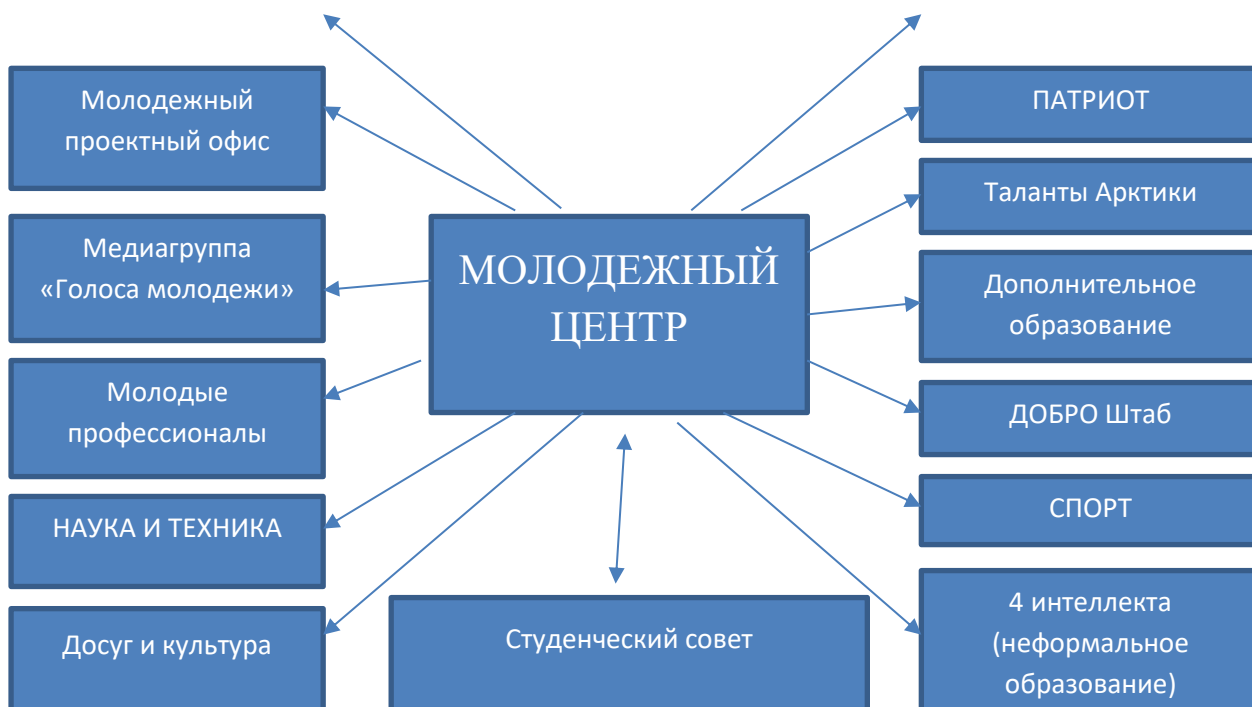 Молодежный
проектный офис
Медиагруппа
«Голоса молодежи»
Молодые
профессионалы
НАУКА И ТЕХНИКА
Досуг и культура
МОЛОДЕЖНЫЙ
ЦЕНТР
Студенческий совет
ПАТРИОТ
Таланты Арктики
Дополнительное
образование
ДОБРО Штаб
СПОРТ
4 интеллекта
(неформальное
образование)